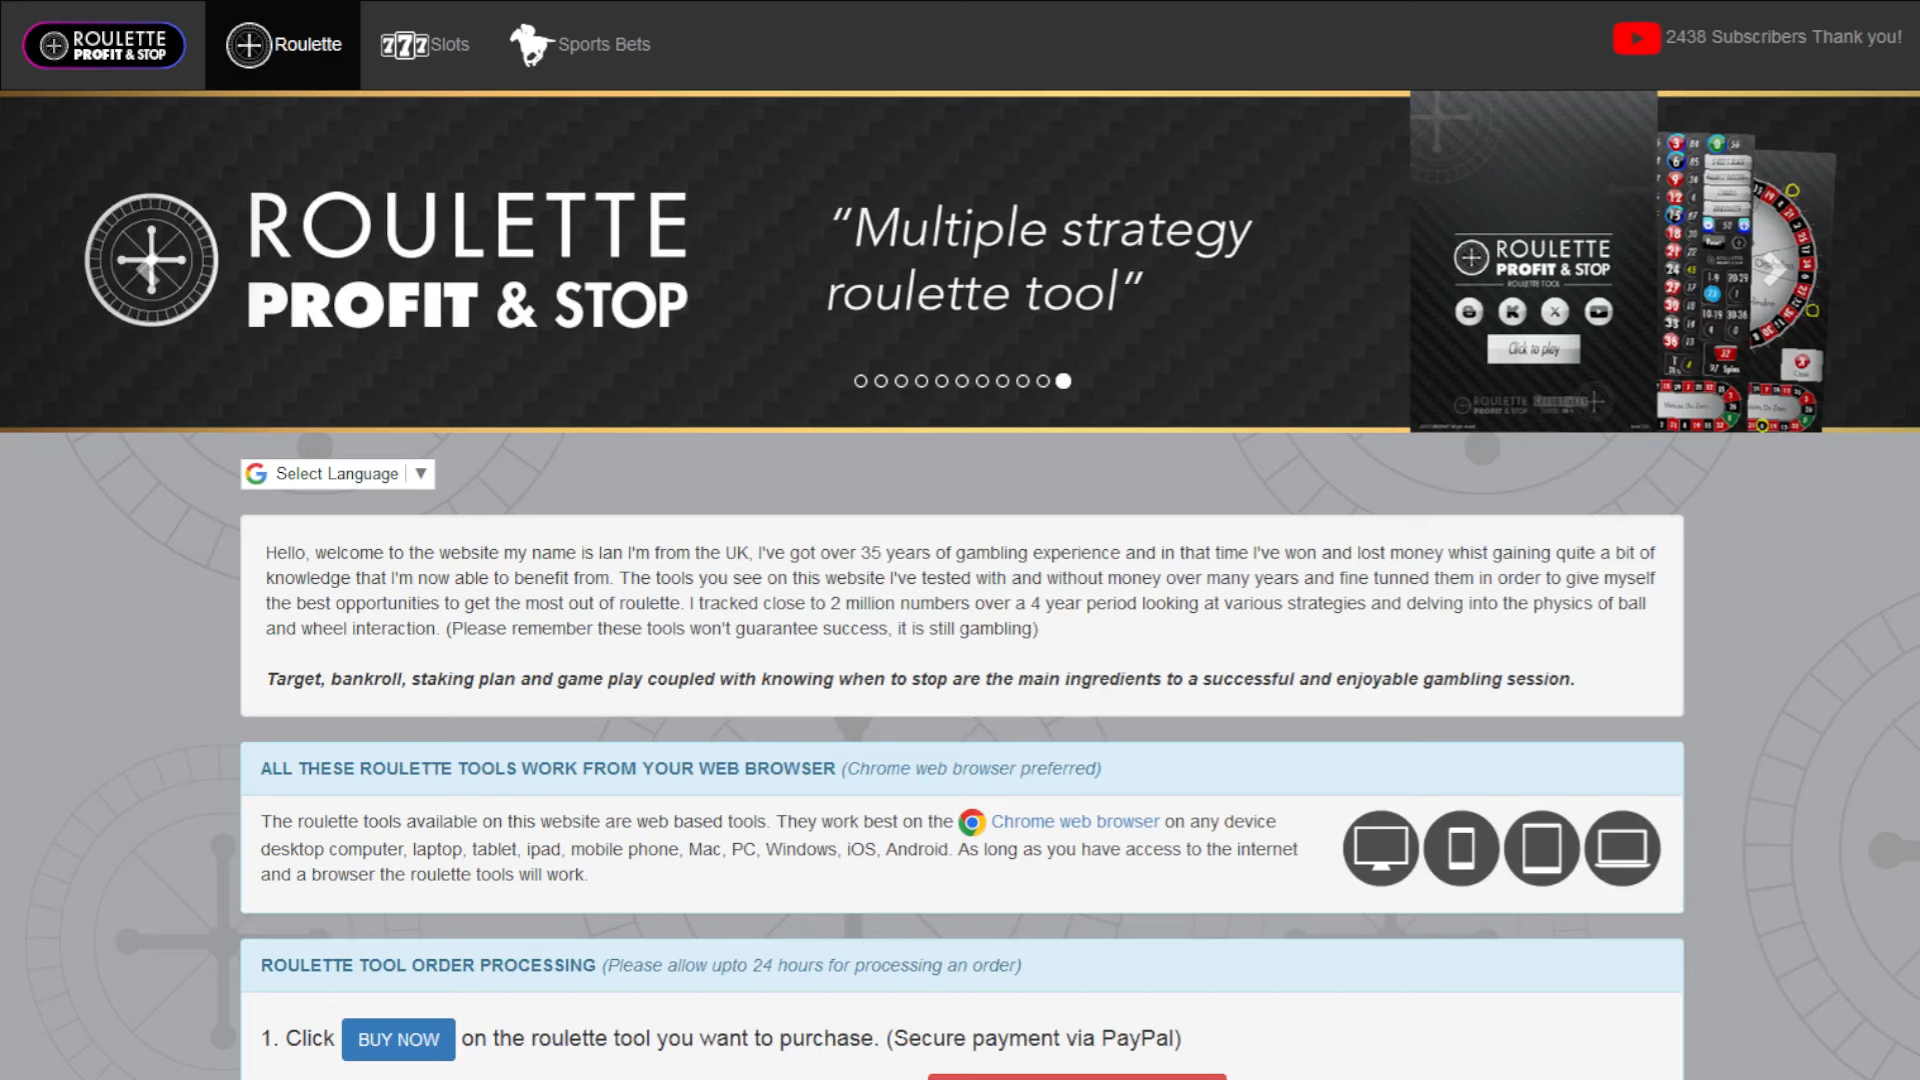 ROULETTE
PROFIT & STOP
Roulette
777 Slots
Sports Bets
2438 Subscribers Thank you!
ROULETTE
PROFIT & STOP
“Multiple strategy
roulette tool”
ROULETTE
PROFIT & STOP
ROULETTE TOOL
Click to play
Select Language
Hello, welcome to the website my name is Ian I'm from the UK, I've got over 35 years of gambling experience and in that time I've won and lost money whist gaining quite a bit of
knowledge that I'm now able to benefit from. The tools you see on this website I've tested with and without money over many years and fine tunned them in order to give myself
the best opportunities to get the most out of roulette. I tracked close to 2 million numbers over a 4 year period looking at various strategies and delving into the physics of ball
and wheel interaction. (Please remember these tools won't guarantee success, it is still gambling)
Target, bankroll, staking plan and game play coupled with knowing when to stop are the main ingredients to a successful and enjoyable gambling session.
ALL THESE ROULETTE TOOLS WORK FROM YOUR WEB BROWSER (Chrome web browser preferred)
The roulette tools available on this website are web based tools. They work best on the Chrome web browser on any device
desktop computer, laptop, tablet, ipad, mobile phone, Mac, PC, Windows, iOS, Android. As long as you have access to the internet
and a browser the roulette tools will work.
ROULETTE TOOL ORDER PROCESSING (Please allow upto 24 hours for processing an order)
1. Click BUY NOW on the roulette tool you want to purchase. (Secure payment via PayPal)